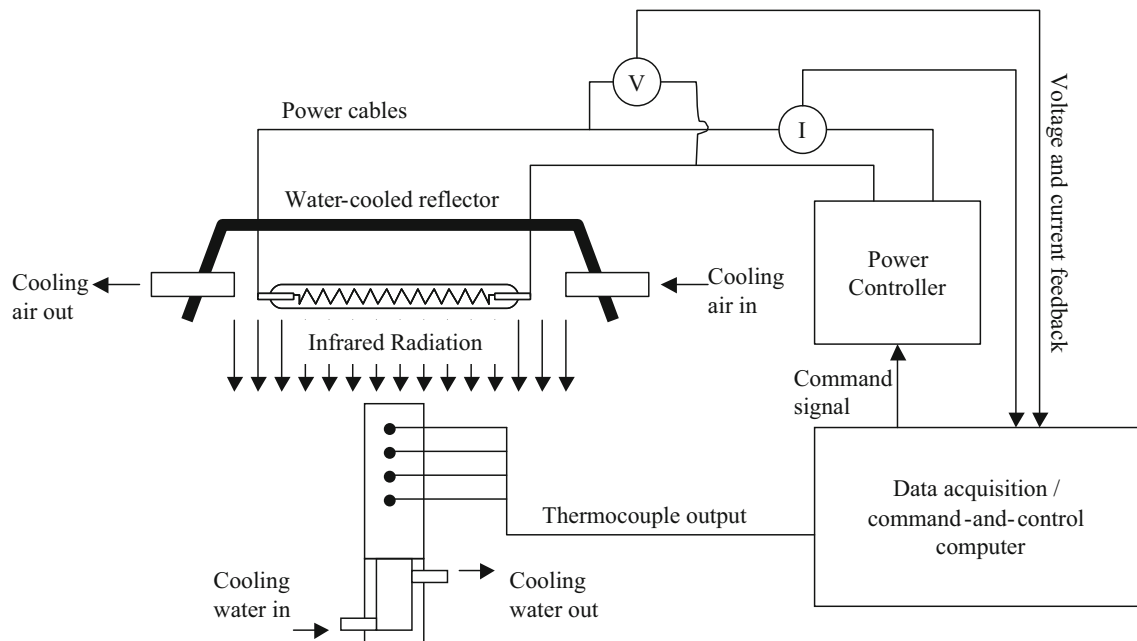 V
I
Power cables
Water-cooled reflector
Cooling
air out
Cooling
air in
Power
Controller
Voltage and current feedback
Infrared Radiation
Command
signal
Data acquisition /
command-and-control
computer
Thermocouple output
Cooling
water in
Cooling
water out